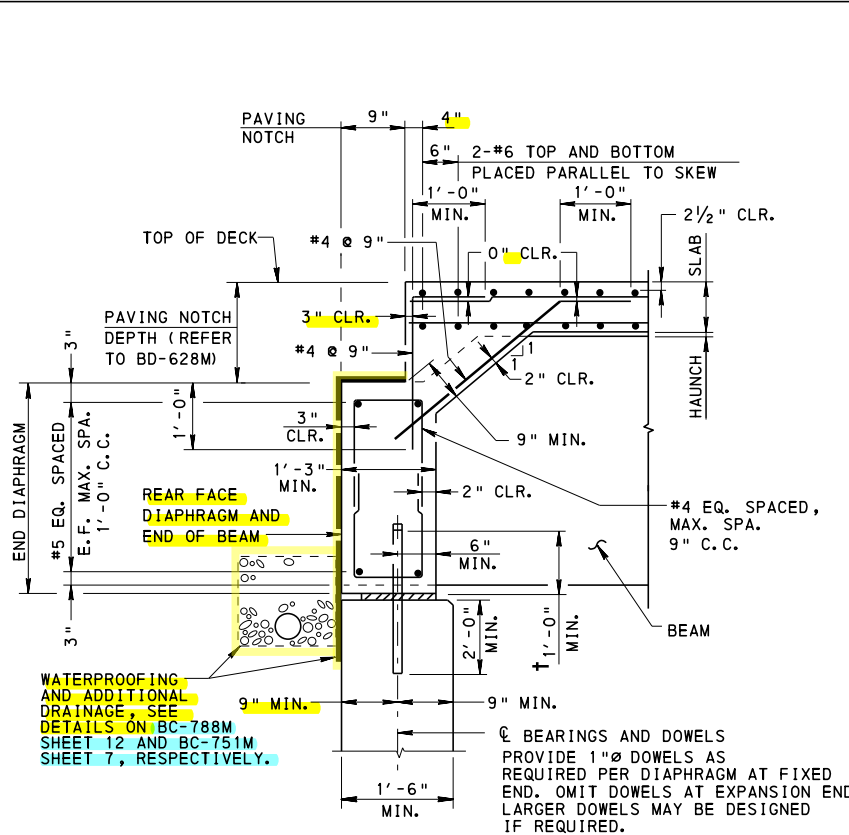 PAVING
NOTCH
9"
4"
6"
2-#6 TOP AND BOTTOM
PLACED PARALLEL TO SKEW
1'-0"
MIN.
1'-0"
MIN.
2½" CLR.
TOP OF DECK
#4 @ 9"
0" CLR.
SLAB
PAVING NOTCH
DEPTH (REFER
TO BD-628M)
3" CLR.
#4 @ 9"
1
1
2" CLR.
HAUNCH
3"
1'-0"
3"
CLR.
9" MIN.
END DIAPHRAGM
#5 EQ. SPACED
E.F. MAX. SPA.
1'-0" C.C.
1'-3"
MIN.
2" CLR.
REAR FACE
DIAPHRAGM AND
END OF BEAM
#4 EQ. SPACED,
MAX. SPA.
9" C.C.
6"
MIN.
3"
2'-0"
MIN.
†1'-0"
MIN.
BEAM
WATERPROOFING
AND ADDITIONAL
DRAINAGE, SEE
DETAILS ON BC-788M
SHEET 12 AND BC-751M
SHEET 7, RESPECTIVELY.
9" MIN.
9" MIN.
℄ BEARINGS AND DOWELS
PROVIDE 1"Ø DOWELS AS
REQUIRED PER DIAPHRAGM AT FIXED
END. OMIT DOWELS AT EXPANSION END
LARGER DOWELS MAY BE DESIGNED
IF REQUIRED.
1'-6"
MIN.